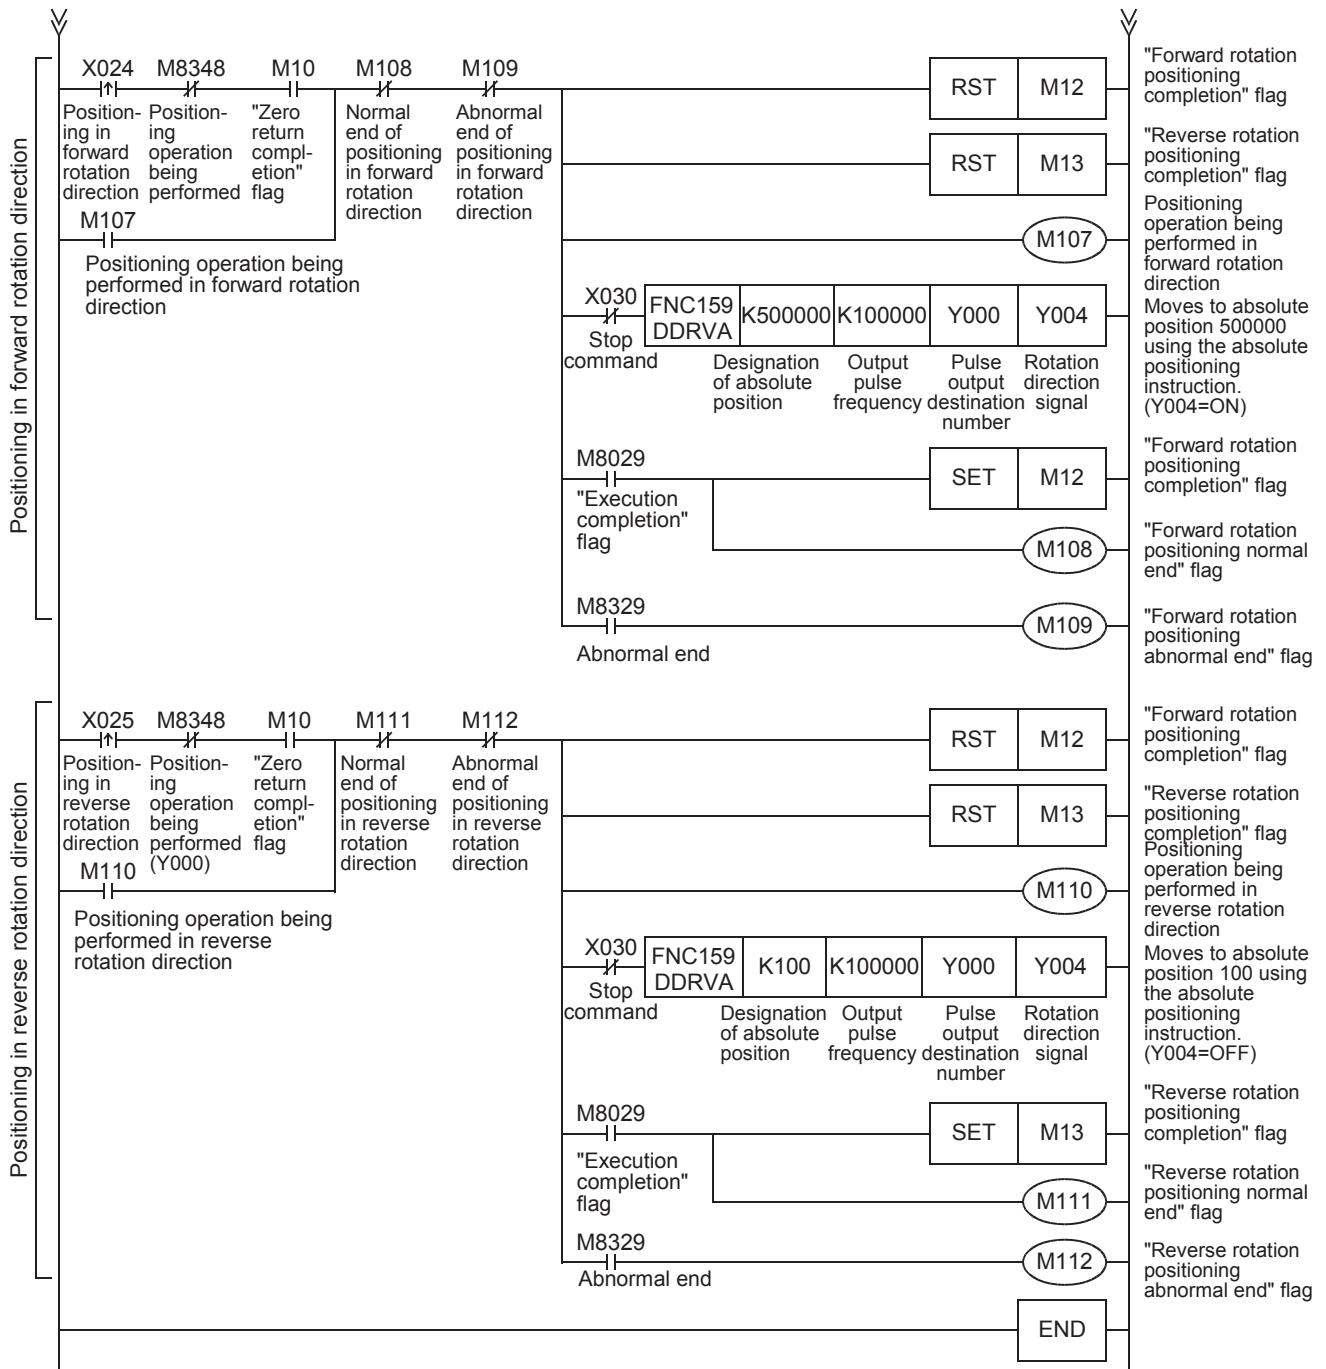 Positioning in forward rotation direction
X024 M8348 M10 M108 M109
Position-
ing in
forward
rotation
direction
Position-
ing
operation
being
performed
"Zero
return
compl-
etion"
flag
Normal
end of
positioning
in forward
rotation
direction
Abnormal
end of
positioning
in forward
rotation
direction
RST M12
"Forward rotation
positioning
completion" flag
RST M13
"Reverse rotation
positioning
completion" flag
M107
Positioning operation being
performed in forward rotation
direction
M107
Positioning
operation being
performed in
forward rotation
direction
X030
Stop
command
FNC159
DDRVA
K500000 K100000 Y000 Y004
Designation
of absolute
position
Output
pulse
frequency
Pulse
output
destination
number
Rotation
direction
signal
Moves to absolute
position 500000
using the absolute
positioning
instruction.
(Y004=ON)
M8029
"Execution
completion"
flag
SET M12
"Forward rotation
positioning
completion" flag
M108
"Forward rotation
positioning normal
end" flag
M8329
Abnormal end
M109
"Forward rotation
positioning
abnormal end" flag
Positioning in reverse rotation direction
X025 M8348 M10 M111 M112
Position-
ing in
reverse
rotation
direction
Position-
ing
operation
being
performed
(Y000)
"Zero
return
compl-
etion"
flag
Normal
end of
positioning
in reverse
rotation
direction
Abnormal
end of
positioning
in reverse
rotation
direction
RST M12
"Forward rotation
positioning
completion" flag
RST M13
"Reverse rotation
positioning
completion" flag
M110
Positioning operation being
performed in reverse
rotation direction
M110
Positioning
operation being
performed in
reverse rotation
direction
X030
Stop
command
FNC159
DDRVA
K100 K100000 Y000 Y004
Designation
of absolute
position
Output
pulse
frequency
Pulse
output
destination
number
Rotation
direction
signal
Moves to absolute
position 100 using
the absolute
positioning
instruction.
(Y004=OFF)
M8029
"Execution
completion"
flag
SET M13
"Reverse rotation
positioning
completion" flag
M111
"Reverse rotation
positioning normal
end" flag
M8329
Abnormal end
M112
"Reverse rotation
positioning
abnormal end" flag
END